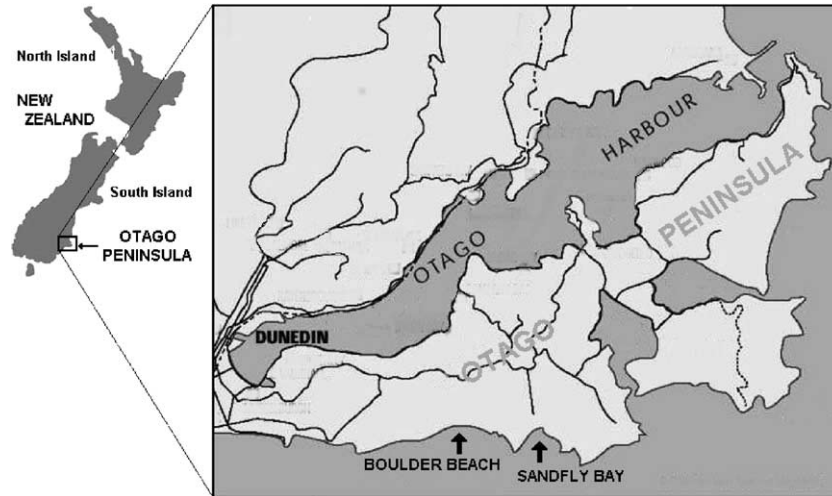 North Island
NEW
ZEALAND
South Island
OTAGO
PENINSULA
HARBOUR
PENINSULA
OTAGO
OTAGO
DUNEDIN
BOULDER BEACH
SANDFLY BAY